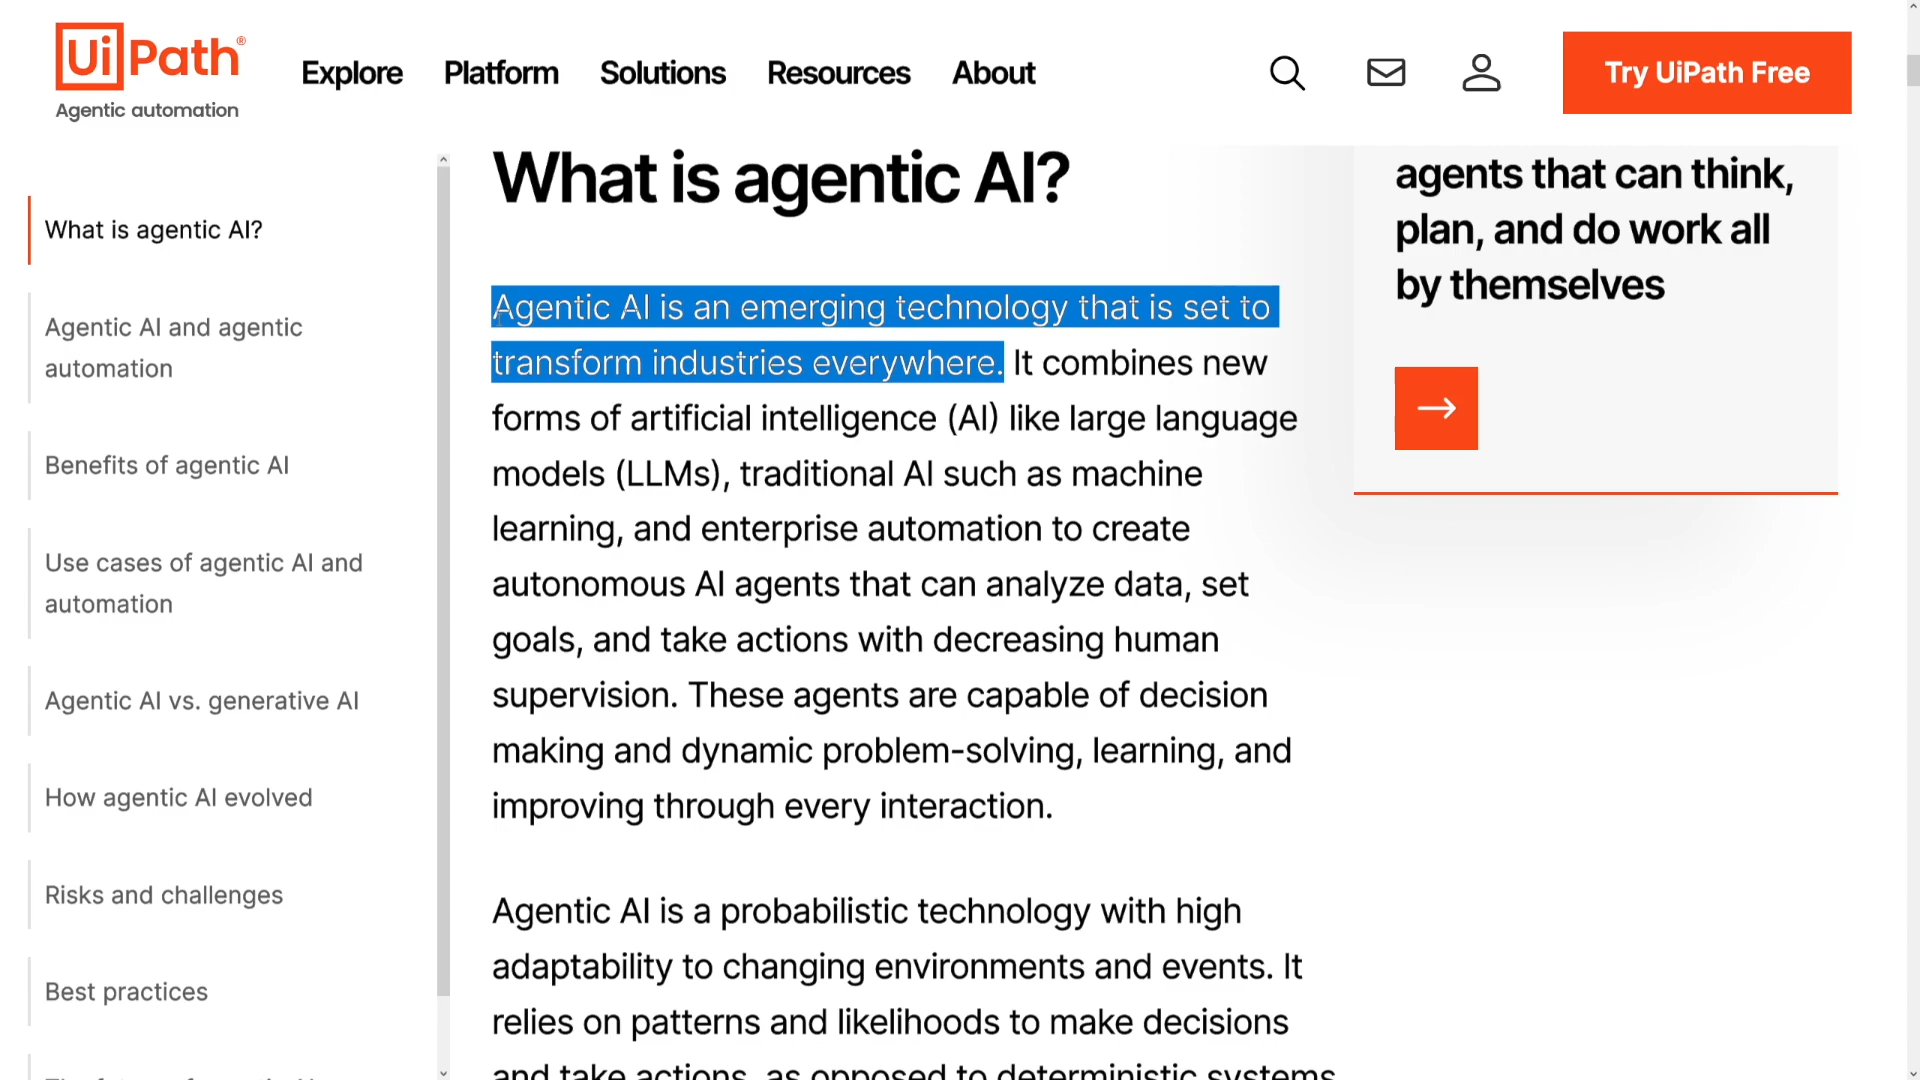 UiPath®
Agentic automation
Explore
Platform
Solutions
Resources
About
Try UiPath Free
What is agentic AI?
Agentic AI and agentic
automation
Benefits of agentic AI
Use cases of agentic AI and
automation
Agentic AI vs. generative AI
How agentic AI evolved
Risks and challenges
Best practices
What is agentic AI?
Agentic AI is an emerging technology that is set to
transform industries everywhere. It combines new
forms of artificial intelligence (AI) like large language
models (LLMs), traditional AI such as machine
learning, and enterprise automation to create
autonomous AI agents that can analyze data, set
goals, and take actions with decreasing human
supervision. These agents are capable of decision
making and dynamic problem-solving, learning, and
improving through every interaction.
Agentic AI is a probabilistic technology with high
adaptability to changing environments and events. It
relies on patterns and likelihoods to make decisions
and take actions, as opposed to deterministic systems
agents that can think,
plan, and do work all
by themselves